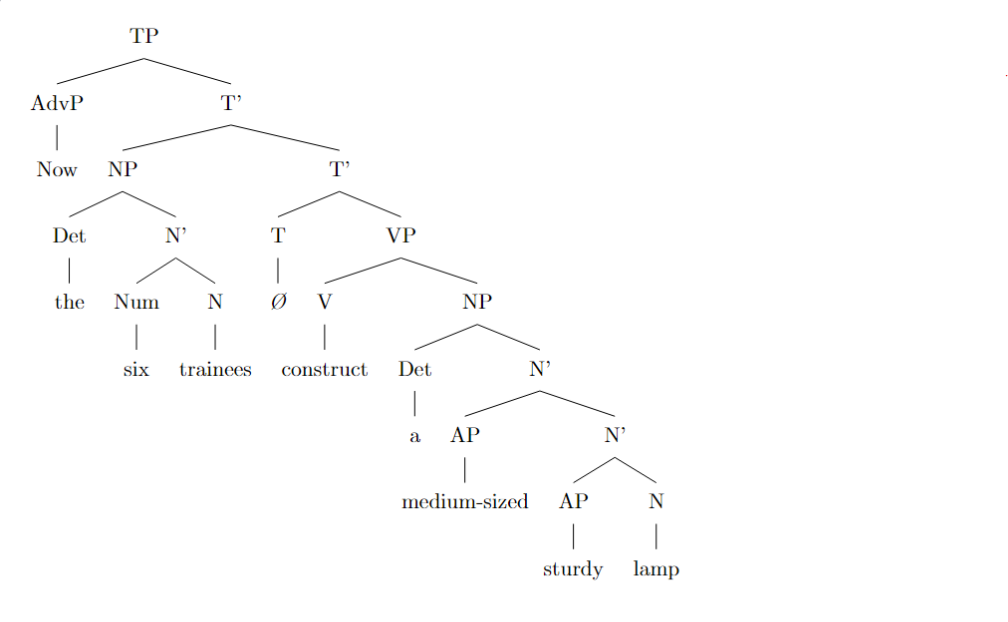 TP
AdvP T’
Now NP T’
Det N’ T VP
the Num N Ø V NP
six trainees construct Det N’
a AP N’
medium-sized AP N
sturdy lamp